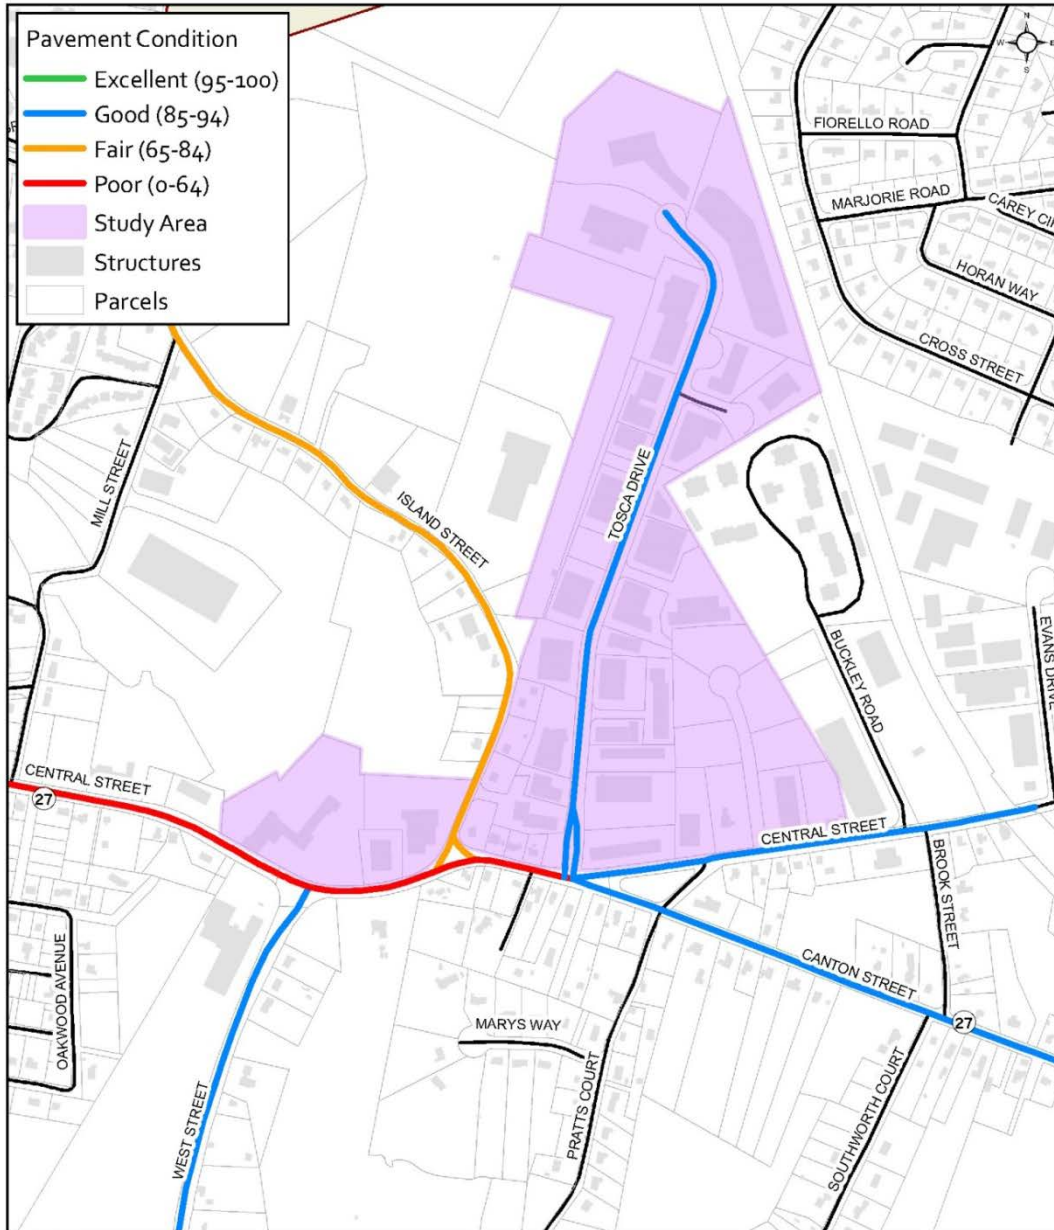 Pavement Condition
Excellent (95-100)
Good (85-94)
Fair (65-84)
Poor (0-64)
Study Area
Structures
Parcels
N
W
E
S
FIORELLO ROAD
MARJORIE ROAD
HORAN WAY
CROSS STREET
MILL STREET
ISLAND STREET
TOSCA DRIVE
BUCKLEY ROAD
EVANS DRIVE
CENTRAL STREET
27
CENTRAL STREET
BROOK STREET
OAKWOOD AVENUE
CANTON STREET
27
MARYS WAY
WEST STREET
PRATTS COURT
SOUTHWORTH COURT